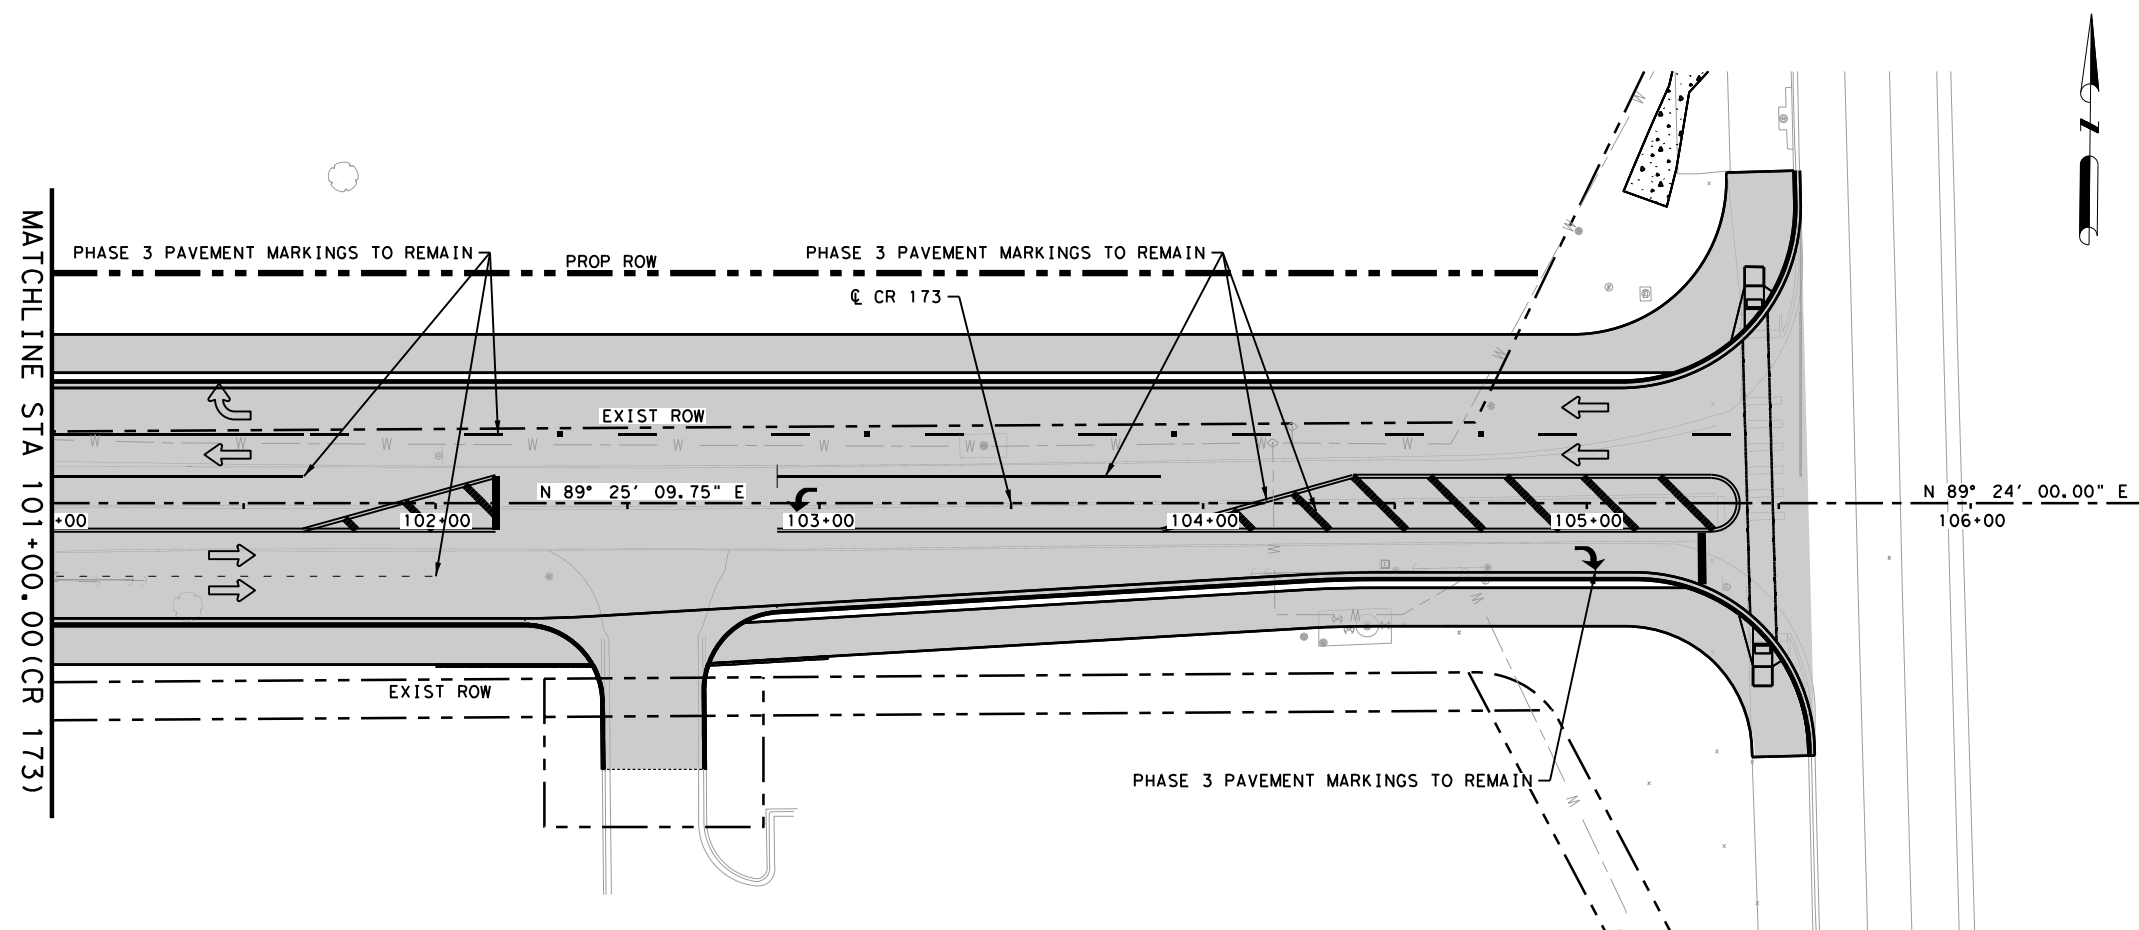 MATCHLINE STA 101+00.00(CR 173)
PHASE 3 PAVEMENT MARKINGS TO REMAIN
PROP ROW
PHASE 3 PAVEMENT MARKINGS TO REMAIN
℄ CR 173
EXIST ROW
W W W W W W W W W W
W
W
W
N 89° 25' 09.75" E
N 89° 24' 00.00" E
+00
102+00
103+00
104+00
105+00
106+00
W
W
W
EXIST ROW
PHASE 3 PAVEMENT MARKINGS TO REMAIN
W
Z